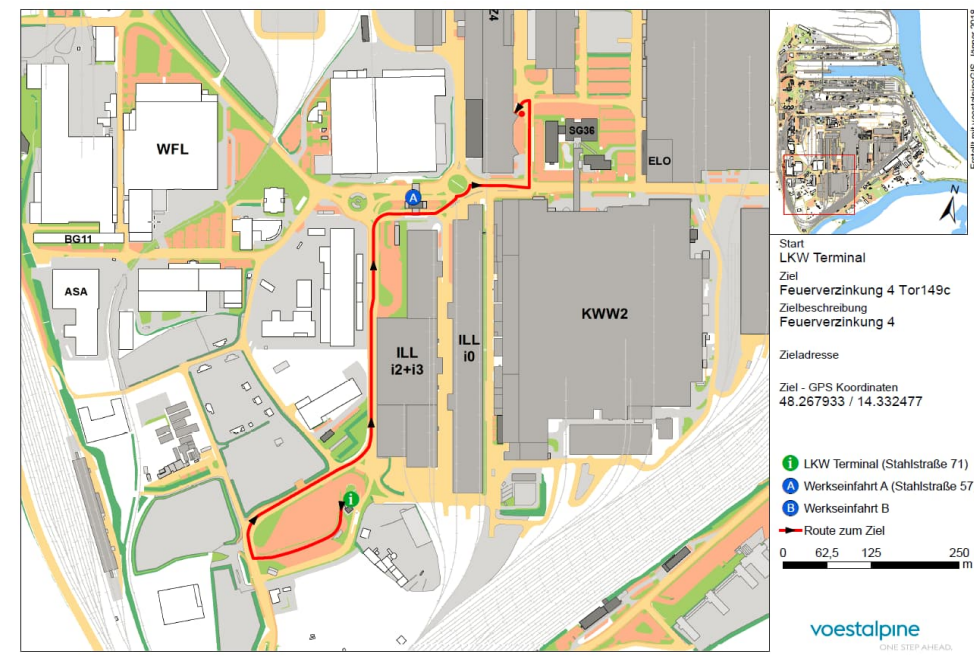 Z4
WFL
SG36
ELO
A
BG11
ASA
KWW2
ILL
i0
ILL
i2+i3
i
Start
LKW Terminal
Ziel
Feuerverzinkung 4 Tor149c
Zielbeschreibung
Feuerverzinkung 4
Zieladresse
Ziel - GPS Koordinaten
48.267933 / 14.332477
i LKW Terminal (Stahlstraße 71)
A Werkseinfahrt A (Stahlstraße 57
B Werkseinfahrt B
Route zum Ziel
0 62,5 125 250
m
voestalpine
ONE STEP AHEAD.